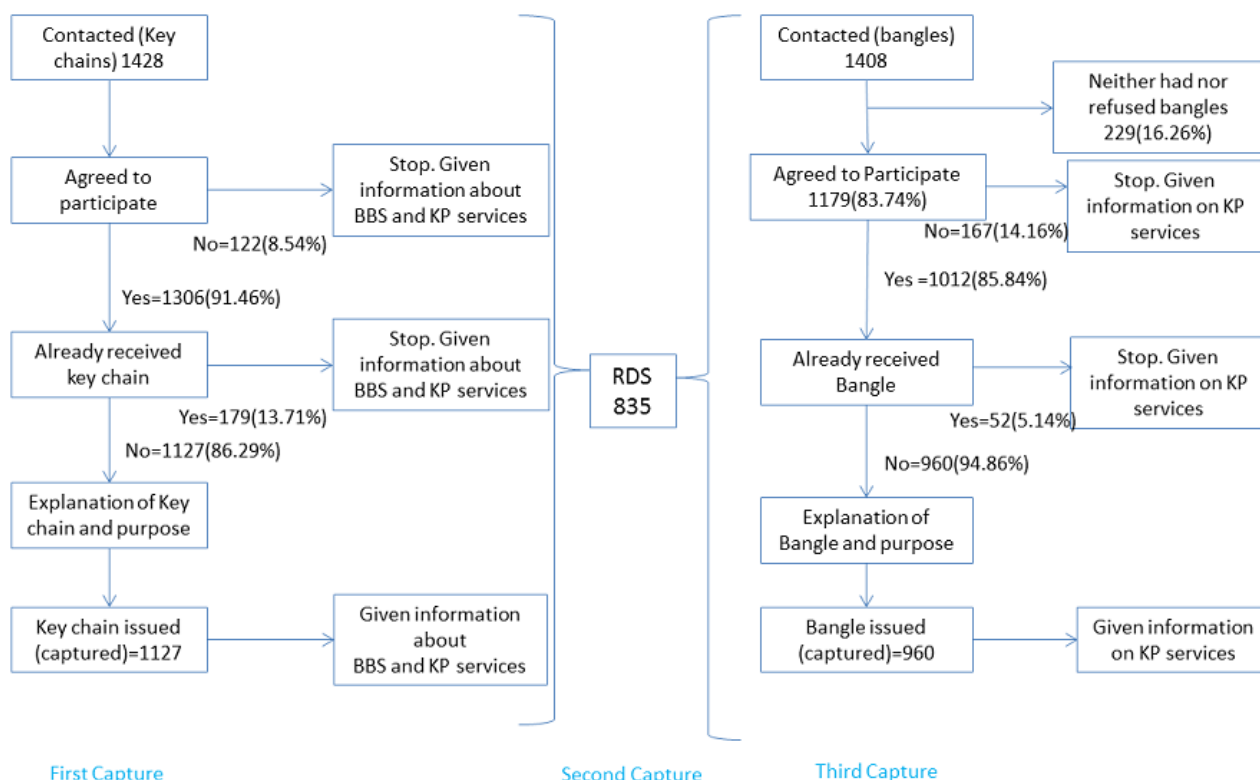 Contacted (Key
chains) 1428
Agreed to
participate
Stop. Given
information about
BBS and KP services
No=122(8.54%)
Yes=1306(91.46%)
Already received
key chain
Stop. Given
information about
BBS and KP services
Yes=179(13.71%)
No=1127(86.29%)
Explanation of Key
chain and purpose
Key chain issued
(captured)=1127
Given information
about
BBS and KP services
RDS
835
Contacted (bangles)
1408
Neither had nor
refused bangles
229(16.26%)
Agreed to Participate
1179(83.74%)
Stop. Given
information on KP
services
No=167(14.16%)
Yes =1012(85.84%)
Already received
Bangle
Stop. Given
information on KP
services
Yes=52(5.14%)
No=960(94.86%)
Explanation of
Bangle and purpose
Bangle issued
(captured)=960
Given information
on KP services
First Capture
Second Capture
Third Capture